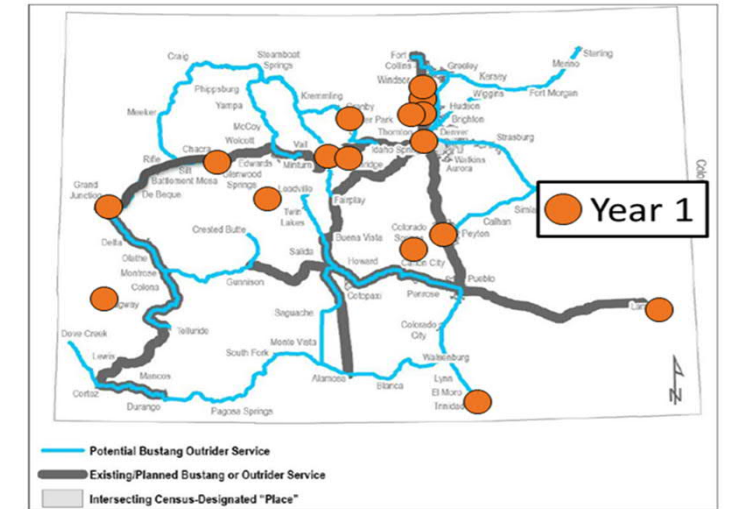 Craig
Steamboat
Springs
Fort
Collins
Greeley
Sterling
Merino
Windsor
Kersey
Wiggins
Fort Morgan
Phippsburg
Yampa
Kremmling
Hudson
Brighton
Meeker
McCoy
Wolcott
Vail
Thornton
Denver
Strasburg
Rifle
Chacra
Silt
Edwards
Minturn
Idaho
Watkins
Aurora
Battlement Mesa
Glenwood
Springs
De Beque
Leadville
Grand
Junction
Twin
Lakes
Fairplay
Year 1
Calhan
Peyton
Crested Butte
Buena Vista
Colorado
Delta
Olathe
Montrose
Colona
Salida
Howard
Canon City
Gunnison
Cotopaxi
Penrose
Pueblo
Saguache
Dove Creek
Telluride
Colorado
City
Lewis
Monte Vista
South Fork
Walsenburg
Mancos
Alamosa
Blanca
Lynn
Cortez
El Moro
Trinidad
Durango
Pagosa Springs
N
Potential Bustang Outrider Service
Existing/Planned Bustang or Outrider Service
Intersecting Census-Designated "Place"